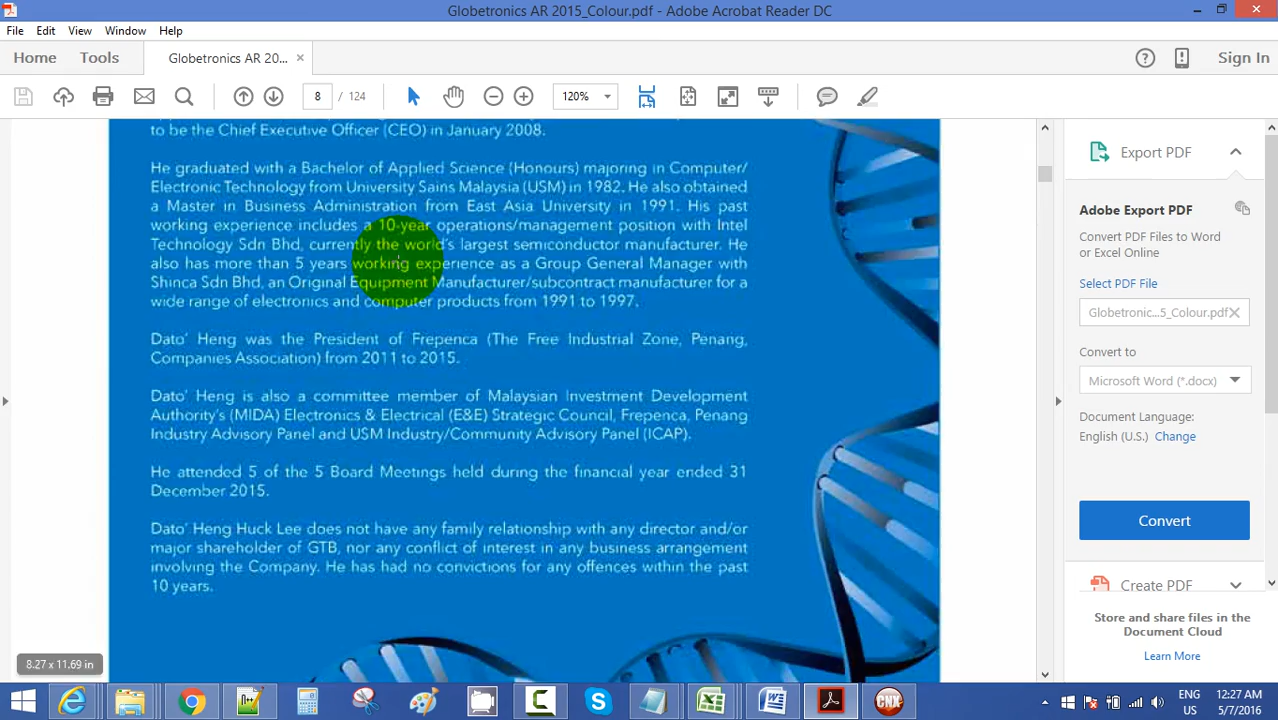 Globetronics AR 2015_Colour.pdf - Adobe Acrobat Reader DC
File Edit View Window Help
Home Tools Globetronics AR 20... × Sign In
8 / 124 120%
to be the Chief Executive Officer (CEO) in January 2008.
He graduated with a Bachelor of Applied Science (Honours) majoring in Computer/
Electronic Technology from University Sains Malaysia (USM) in 1982. He also obtained
a Master in Business Administration from East Asia University in 1991. His past
working experience includes a 10-year operations/management position with Intel
Technology Sdn Bhd, currently the world's largest semiconductor manufacturer. He
also has more than 5 years working experience as a Group General Manager with
Shinca Sdn Bhd, an Original Equipment Manufacturer/subcontract manufacturer for a
wide range of electronics and computer products from 1991 to 1997.
Dato' Heng was the President of Frepenca (The Free Industrial Zone, Penang,
Companies Association) from 2011 to 2015.
Dato' Heng is also a committee member of Malaysian Investment Development
Authority's (MIDA) Electronics & Electrical (E&E) Strategic Council, Frepenca, Penang
Industry Advisory Panel and USM Industry/Community Advisory Panel (ICAP).
He attended 5 of the 5 Board Meetings held during the financial year ended 31
December 2015.
Dato' Heng Huck Lee does not have any family relationship with any director and/or
major shareholder of GTB, nor any conflict of interest in any business arrangement
involving the Company. He has had no convictions for any offences within the past
10 years.
8.27 x 11.69 in
Export PDF
Adobe Export PDF
Convert PDF Files to Word
or Excel Online
Select PDF File
Globetronic...5_Colour.pdf
Convert to
Microsoft Word (*.docx)
Document Language:
English (U.S.) Change
Convert
Create PDF
Store and share files in the
Document Cloud
Learn More
CNX
ENG
US
12:27 AM
5/7/2016